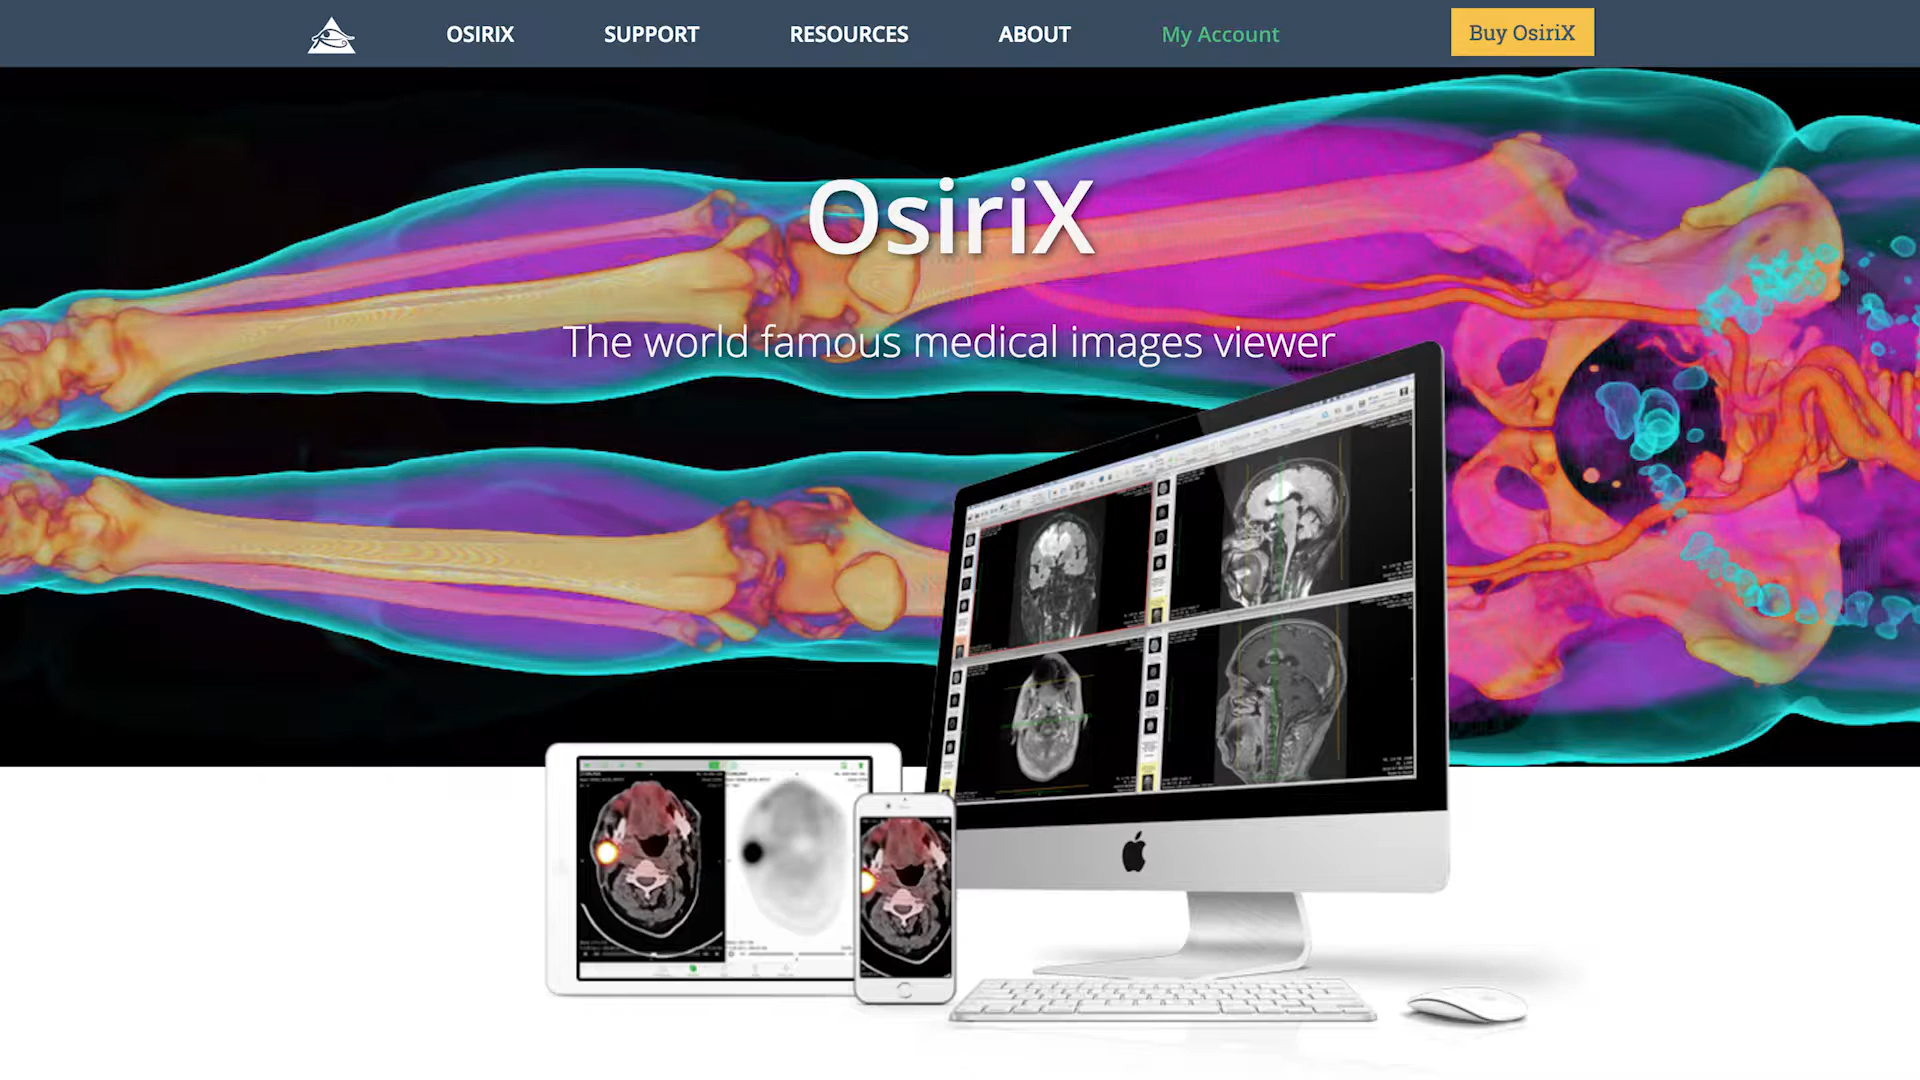 OSIRIX
SUPPORT
RESOURCES
ABOUT
My Account
Buy OsiriX
OsiriX
The world famous medical images viewer